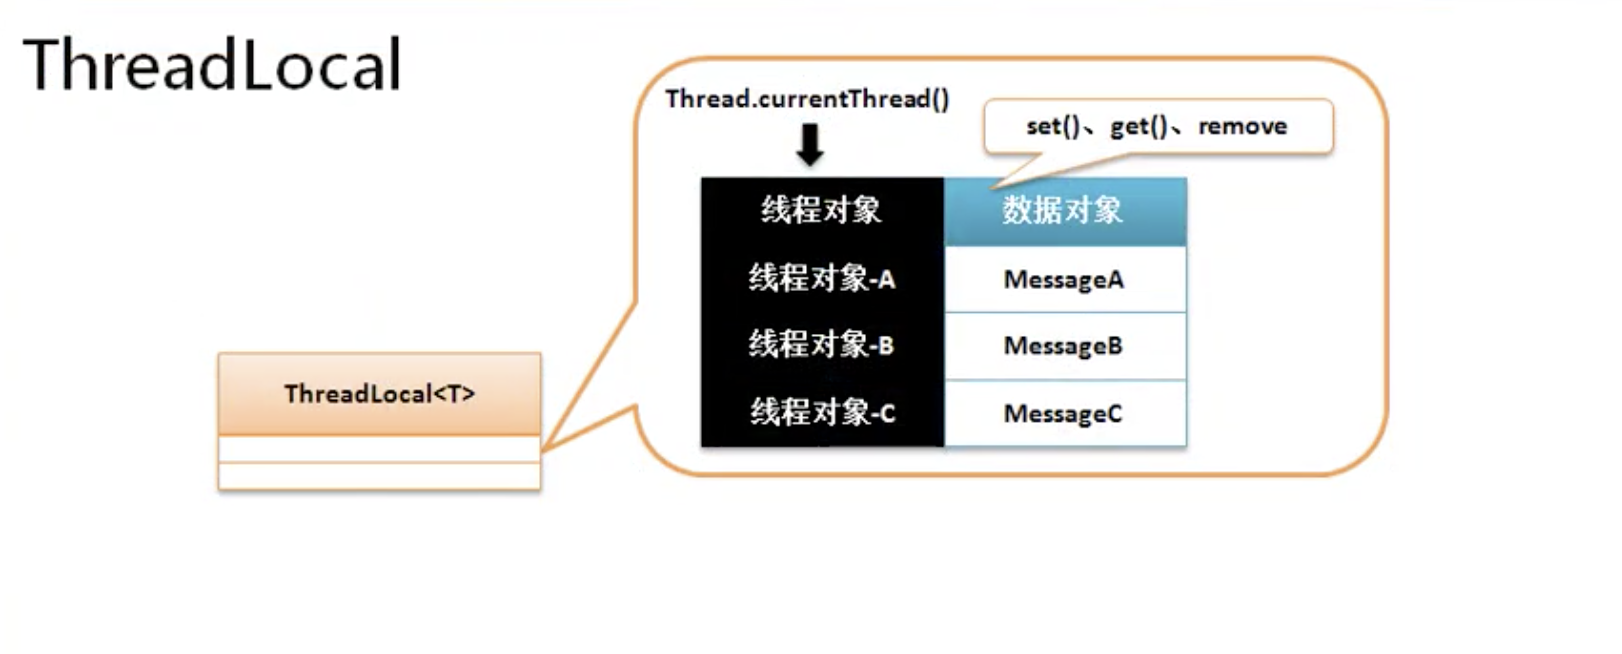 ThreadLocal
Thread.currentThread()
set()、get()、remove
线程对象 数据对象
线程对象-A MessageA
线程对象-B MessageB
线程对象-C MessageC
ThreadLocal<T>